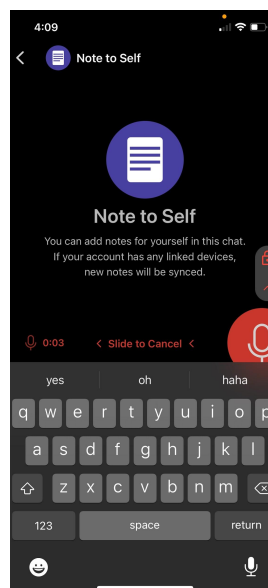 4:09
Note to Self
Note to Self
You can add notes for yourself in this chat.
If your account has any linked devices,
new notes will be synced.
0:03 < Slide to Cancel <
yes oh haha
q w e r t y u i o p
a s d f g h j k l
z x c v b n m
123 space return